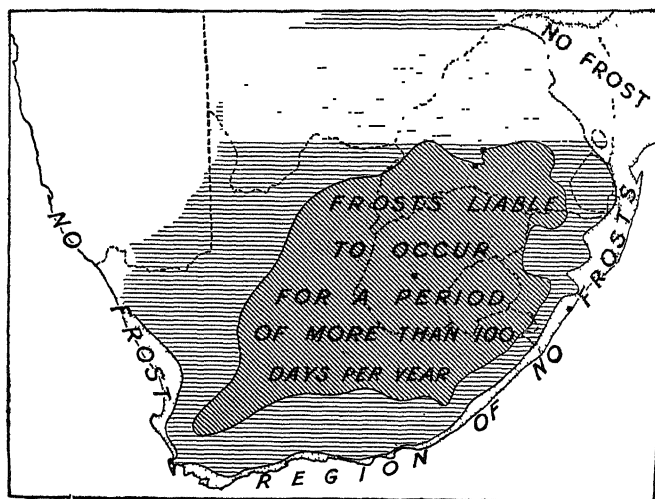 NO FROST
FROSTS LIABLE
TO OCCUR
FOR A PERIOD
OF MORE THAN 100
DAYS PER YEAR
NO FROST
REGION OF NO FROSTS